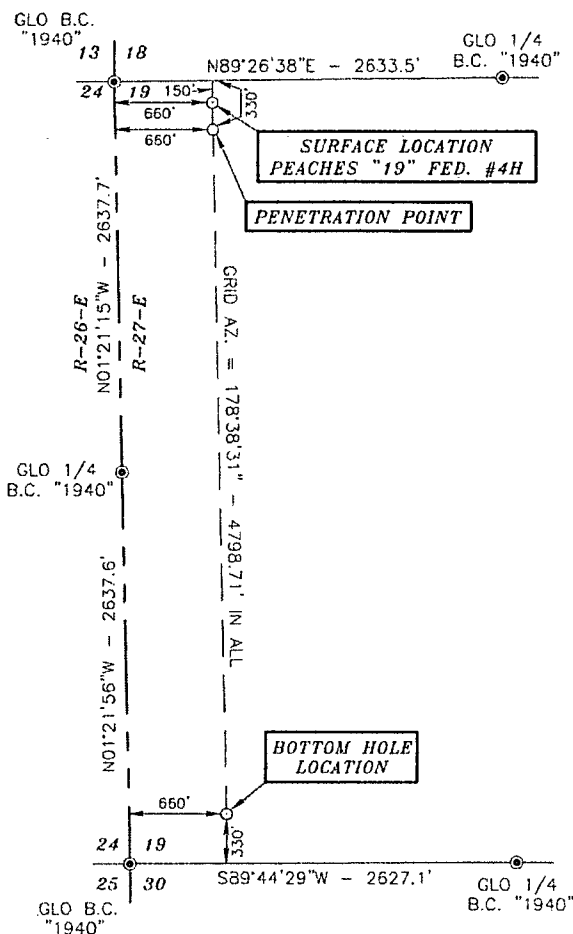 GLO B.C.
"1940"
13 18
GLO 1/4
B.C. "1940"
N89°26'38"E - 2633.5'
24 19
150'
330'
660'
660'
SURFACE LOCATION
PEACHES "19" FED. #4H
PENETRATION POINT
N01°21'15"W - 2637.7'
R-26-E
R-27-E
GRID AZ. = 178°38'31" - 4798.71' IN ALL
GLO 1/4
B.C. "1940"
N01°21'56"W - 2637.6'
BOTTOM HOLE
LOCATION
660'
330'
24 19
S89°44'29"W - 2627.1'
25 30
GLO B.C.
"1940"
GLO 1/4
B.C. "1940"